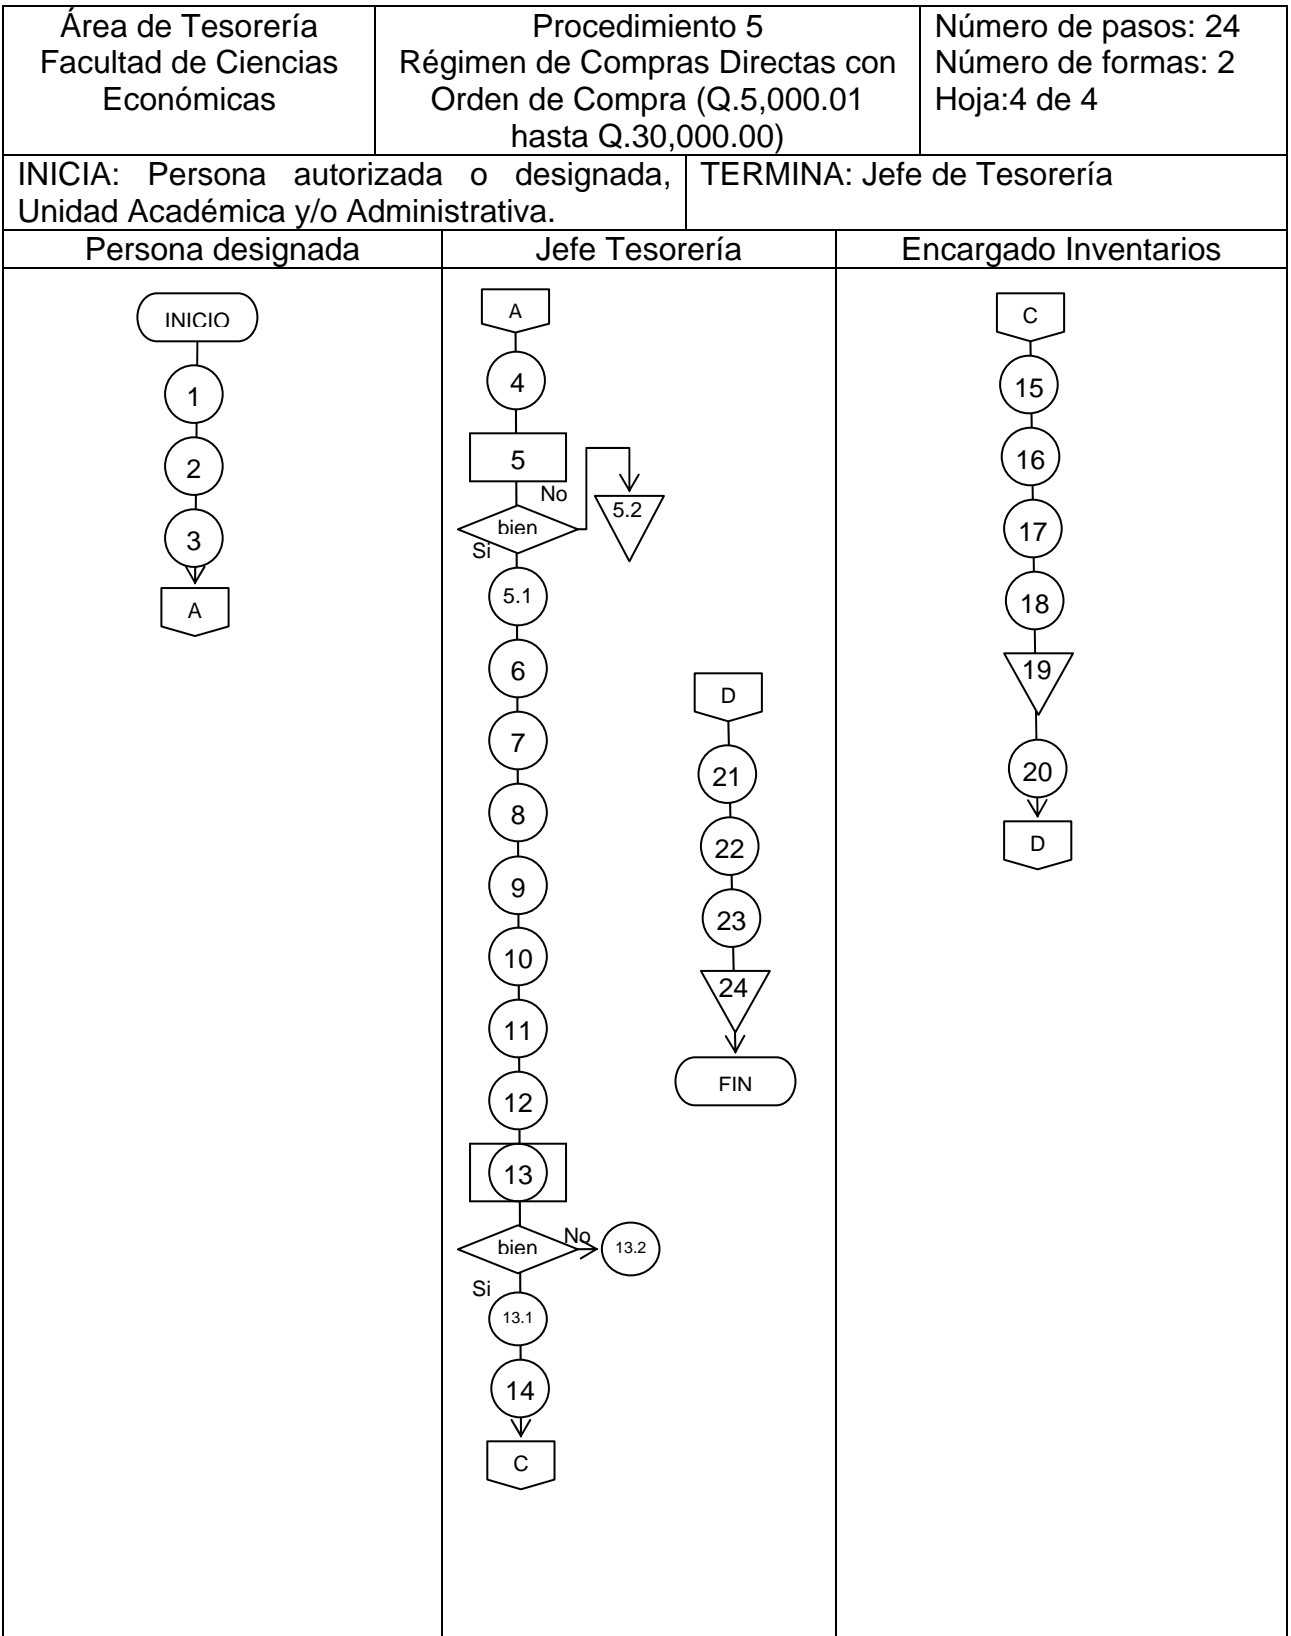 Área de Tesorería
Facultad de Ciencias
Económicas
Procedimiento 5
Régimen de Compras Directas con
Orden de Compra (Q.5,000.01
hasta Q.30,000.00)
Número de pasos: 24
Número de formas: 2
Hoja:4 de 4
INICIA: Persona autorizada o designada,
Unidad Académica y/o Administrativa.
TERMINA: Jefe de Tesorería
Persona designada
Jefe Tesorería
Encargado Inventarios
INICIO
1
2
3
A
A
4
5
No
5.2
bien
Si
5.1
6
7
8
9
10
11
12
13
bien
No
13.2
Si
13.1
14
C
D
21
22
23
24
FIN
C
15
16
17
18
19
20
D